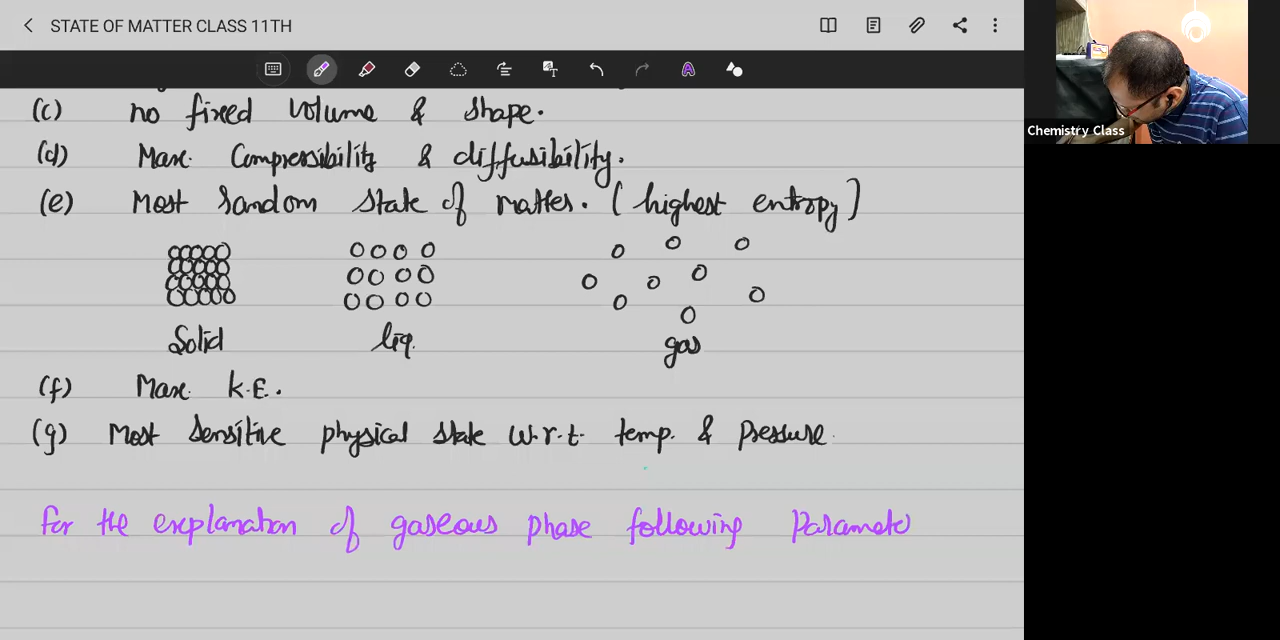 STATE OF MATTER CLASS 11TH
Chemistry Class
(c) no fixed volume & shape.
(d) Max. Compressibility & diffusibility.
(e) Most random state of matter. [highest entropy]
Solid liq. gas
(f) Max. K.E.
(g) Most sensitive physical state w.r.t. temp. & pressure.
for the explanation of gaseous phase following Paramete